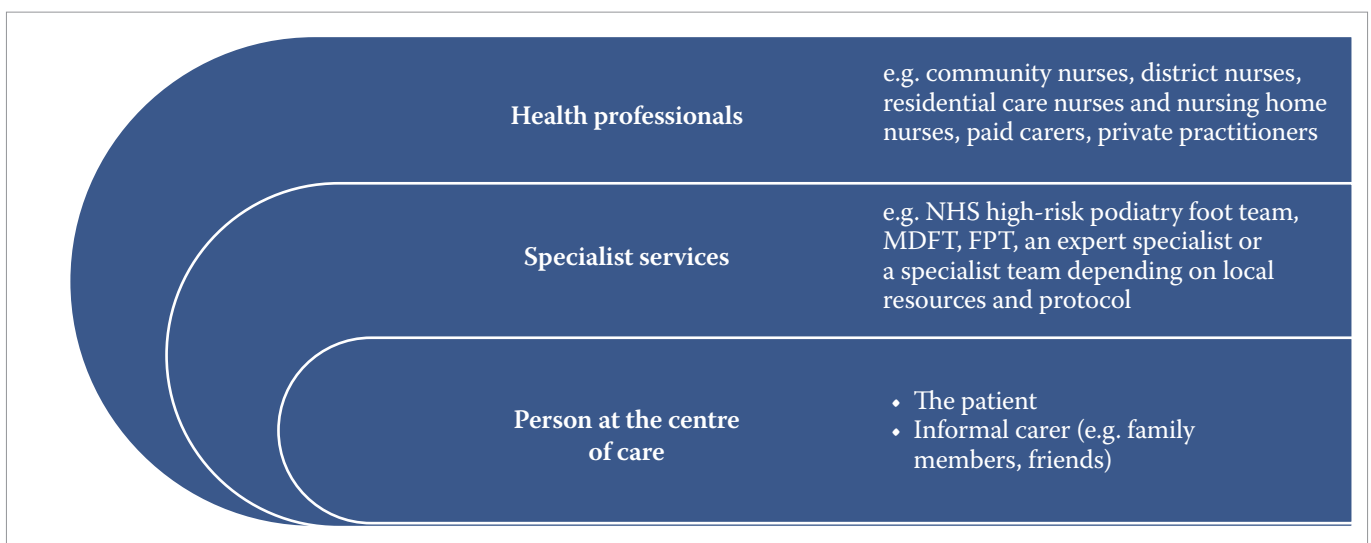 Health professionals
e.g. community nurses, district nurses,
residential care nurses and nursing home
nurses, paid carers, private practitioners
Specialist services
e.g. NHS high-risk podiatry foot team,
MDFT, FPT, an expert specialist or
a specialist team depending on local
resources and protocol
Person at the centre
of care
• The patient
• Informal carer (e.g. family
members, friends)